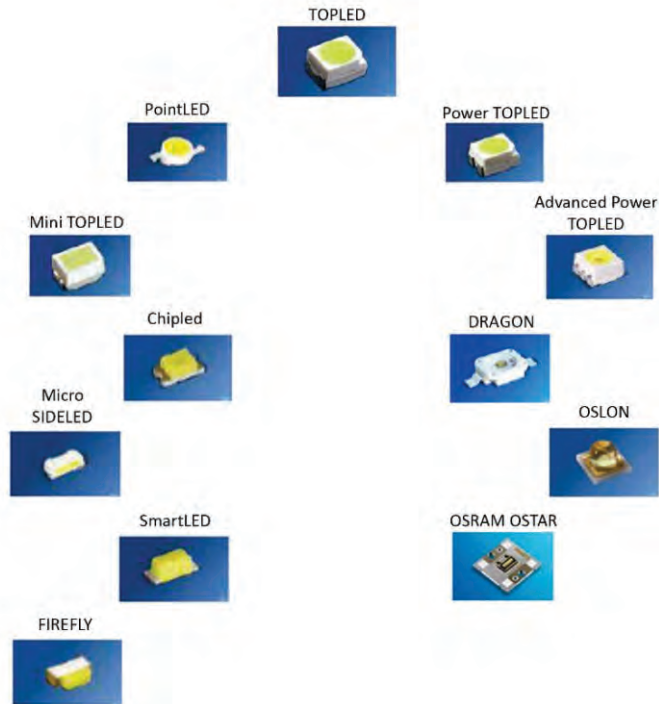 TOPLED
PointLED
Power TOPLED
Advanced Power
TOPLED
Mini TOPLED
Chipled
DRAGON
Micro
SIDELED
OSLON
SmartLED
OSRAM OSTAR
FIREFLY